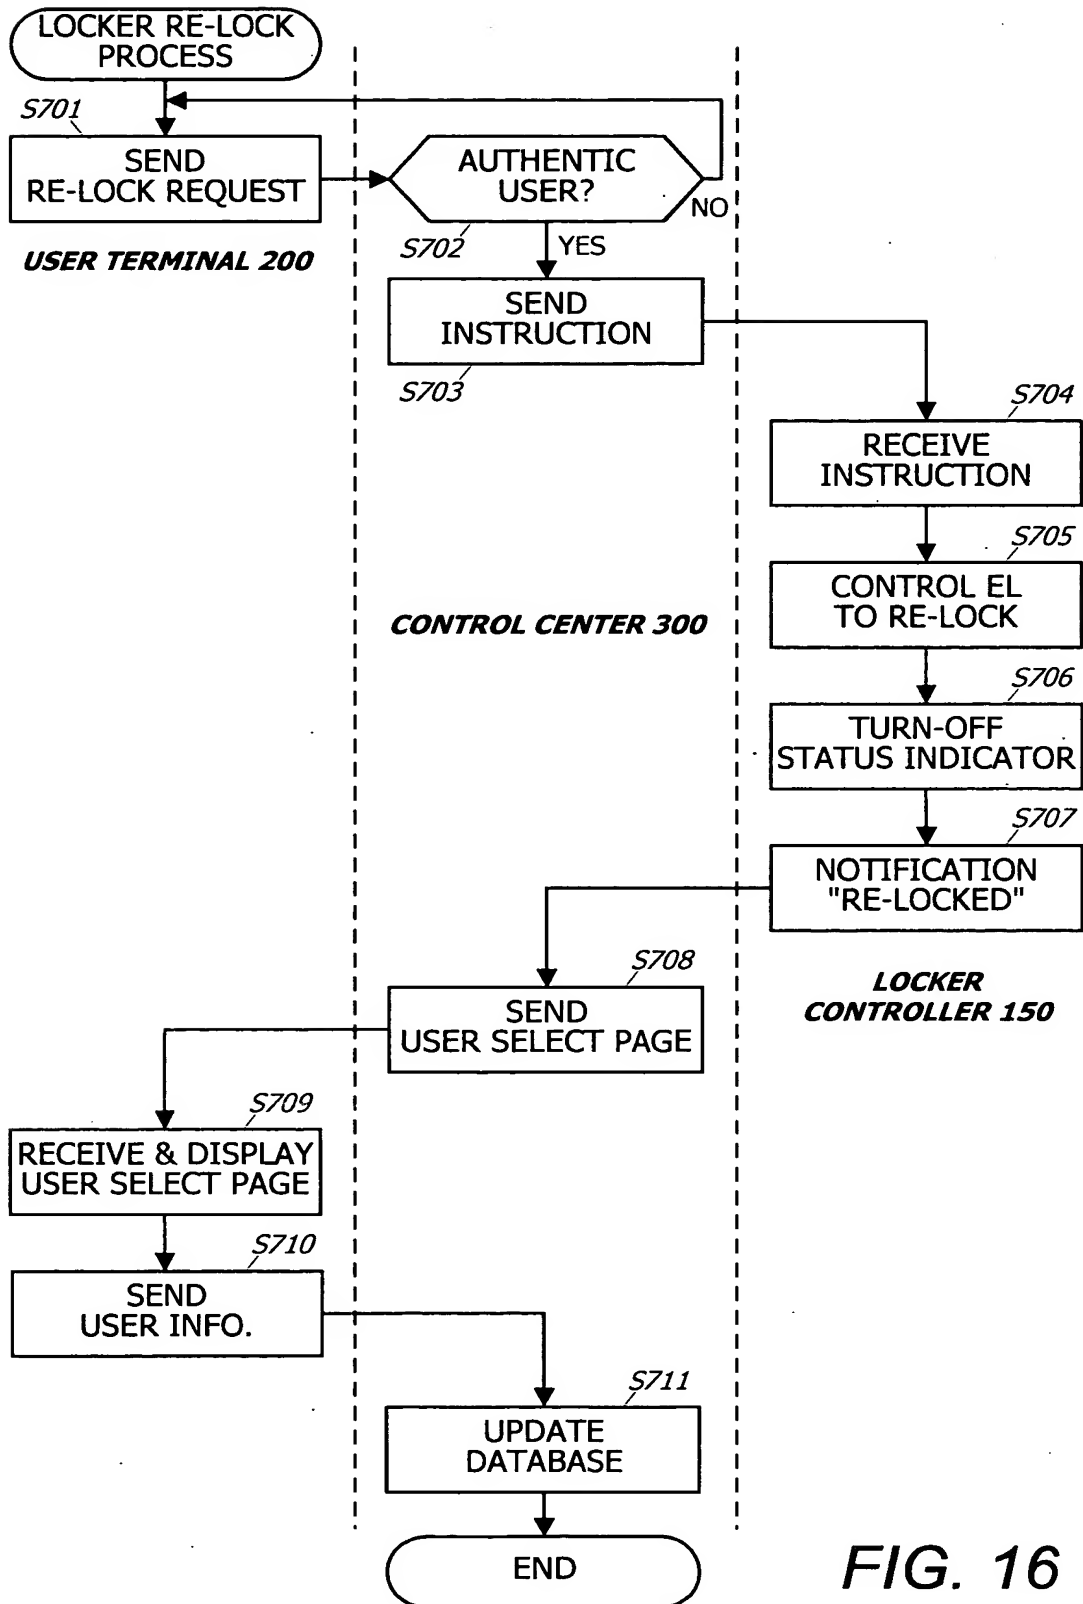 LOCKER RE-LOCK
PROCESS
S701
SEND
RE-LOCK REQUEST
USER TERMINAL 200
AUTHENTIC
USER?
NO
S702
YES
SEND
INSTRUCTION
S703
S704
RECEIVE
INSTRUCTION
S705
CONTROL EL
TO RE-LOCK
CONTROL CENTER 300
S706
TURN-OFF
STATUS INDICATOR
S707
NOTIFICATION
"RE-LOCKED"
LOCKER
CONTROLLER 150
S708
SEND
USER SELECT PAGE
S709
RECEIVE & DISPLAY
USER SELECT PAGE
S710
SEND
USER INFO.
S711
UPDATE
DATABASE
END
FIG. 16